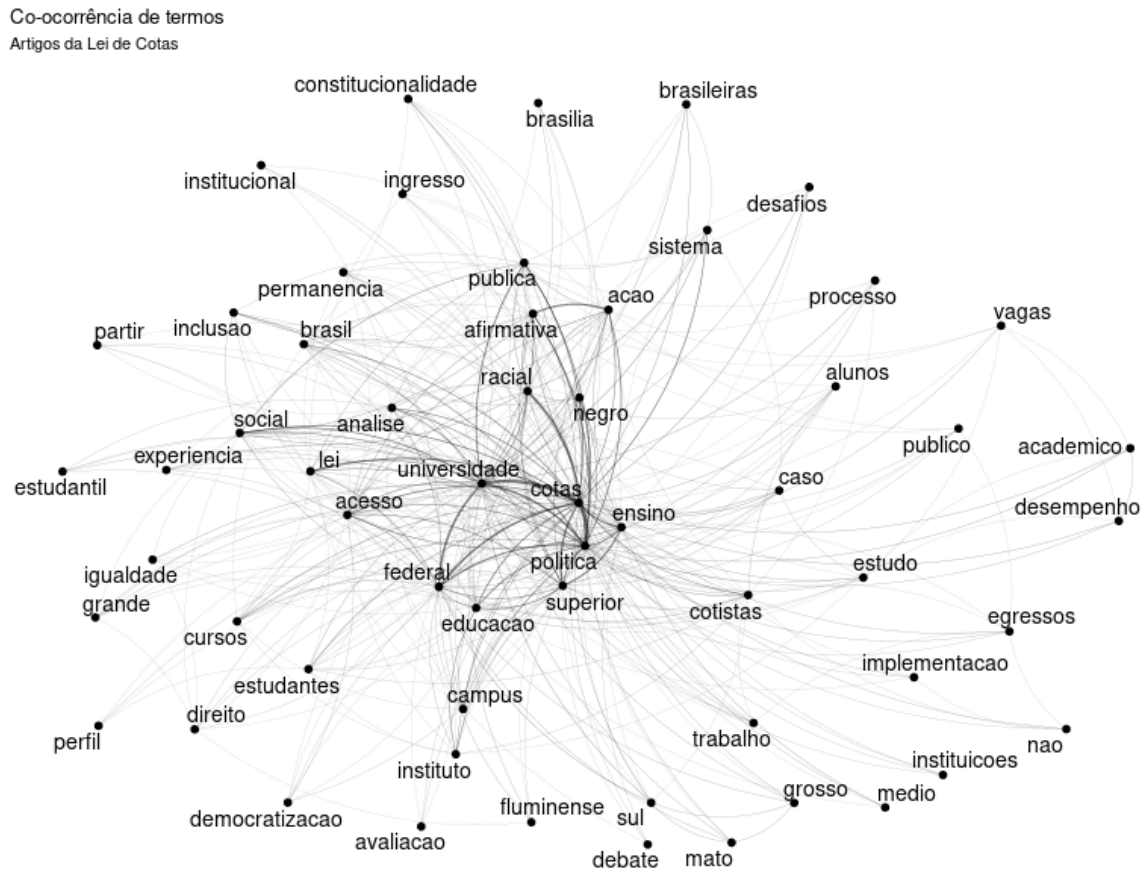 Co-ocorrência de termos
Artigos da Lei de Cotas
constitucionalidade
brasileiras
brasilia
institucional
ingresso
desafios
sistema
publica
permanencia
processo
acao
vagas
inclusao
brasil
afirmativa
partir
racial
alunos
negro
social
analise
publico
academico
experiencia
lei
universidade
caso
estudantil
cotas
acesso
ensino
desempenho
politica
federal
estudo
igualdade
superior
grande
cotistas
educacao
cursos
egressos
implementacao
estudantes
campus
direito
perfil
trabalho
nao
instituto
instituicoes
grosso
medio
democratizacao
fluminense
sul
avaliacao
debate
mato